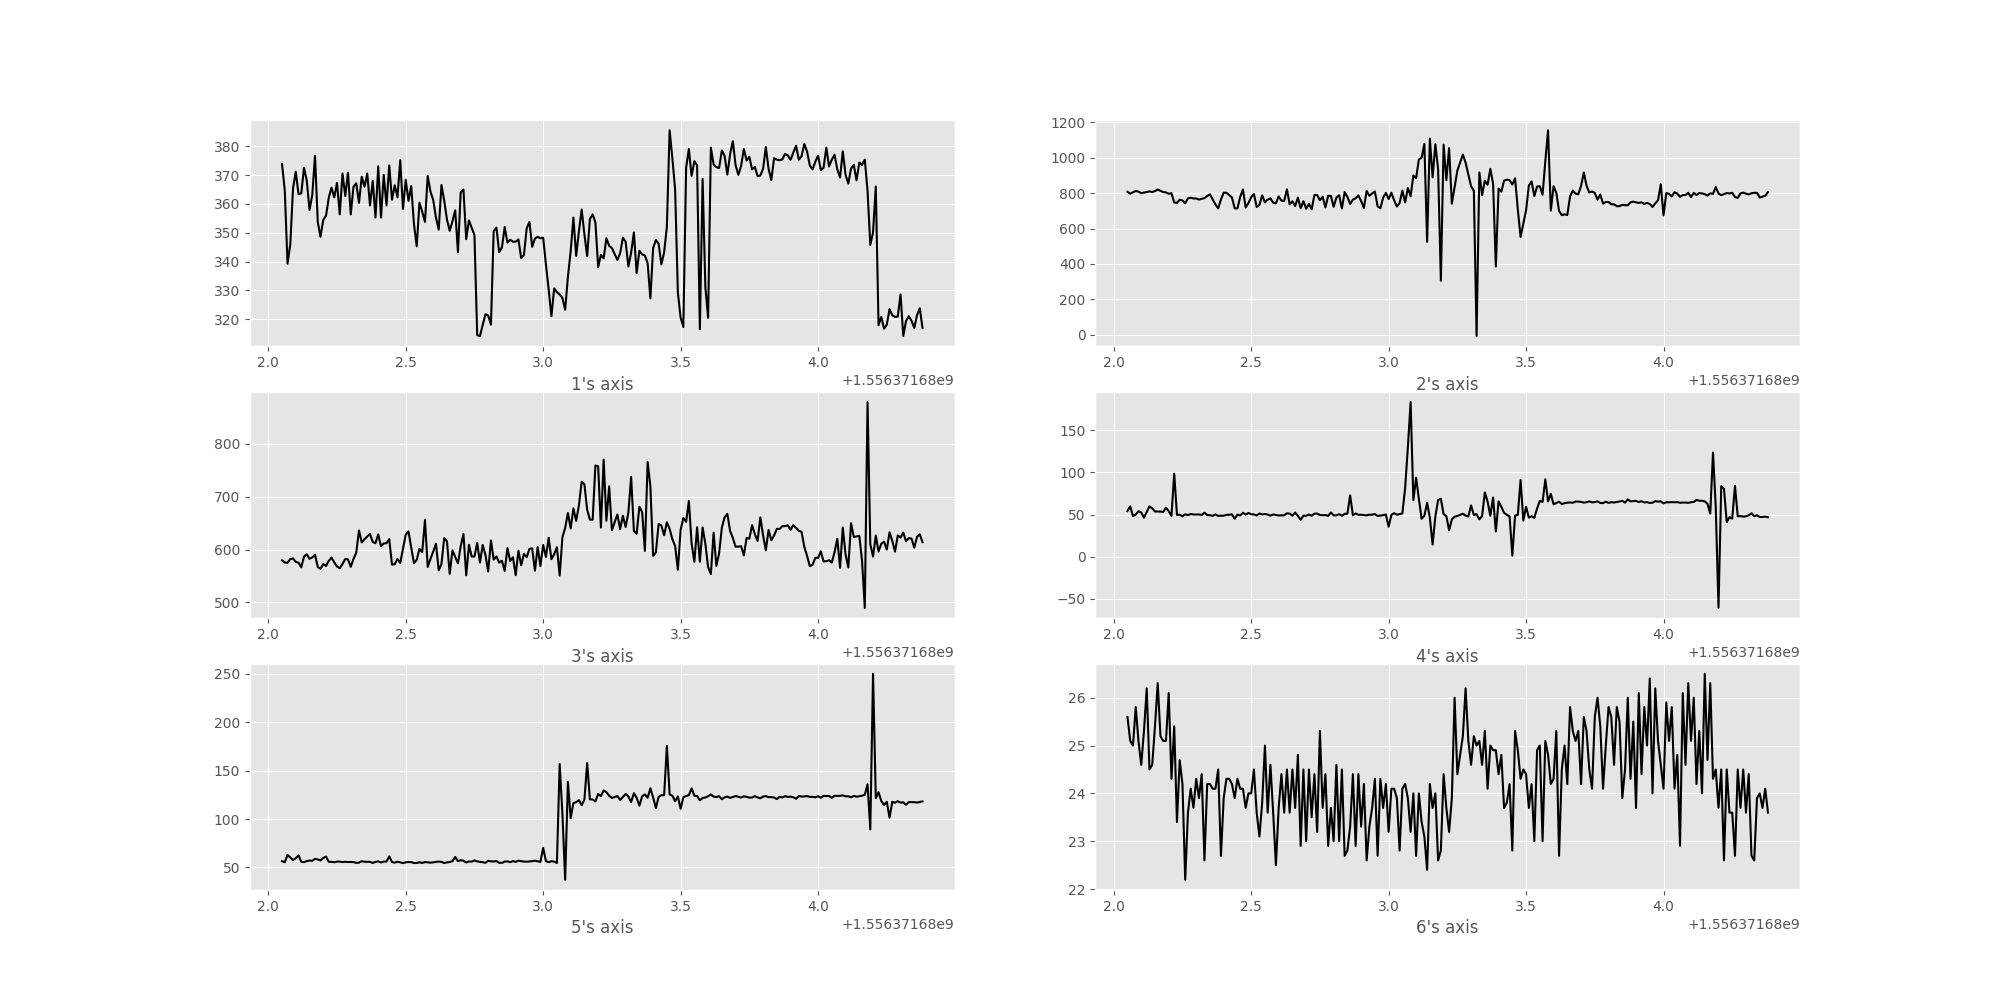 380
370
360
350
340
330
320
2.0 2.5 3.0 3.5 4.0
1's axis +1.55637168e9
1200
1000
800
600
400
200
0
2.0 2.5 3.0 3.5 4.0
2's axis +1.55637168e9
800
700
600
500
2.0 2.5 3.0 3.5 4.0
3's axis +1.55637168e9
150
100
50
0
−50
2.0 2.5 3.0 3.5 4.0
4's axis +1.55637168e9
250
200
150
100
50
2.0 2.5 3.0 3.5 4.0
5's axis +1.55637168e9
26
25
24
23
22
2.0 2.5 3.0 3.5 4.0
6's axis +1.55637168e9